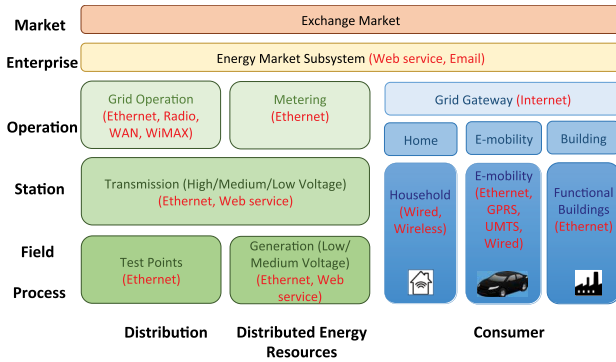 Market
Exchange Market
Enterprise
Energy Market Subsystem (Web service, Email)
Operation
Grid Operation
(Ethernet, Radio,
WAN, WiMAX)
Metering
(Ethernet)
Grid Gateway (Internet)
Home
E-mobility
Building
Station
Transmission (High/Medium/Low Voltage)
(Ethernet, Web service)
Household
(Wired,
Wireless)
E-mobility
(Ethernet,
GPRS,
UMTS,
Wired)
Functional
Buildings
(Ethernet)
Field
Process
Test Points
(Ethernet)
Generation (Low/
Medium Voltage)
(Ethernet, Web
service)
Distribution
Distributed Energy
Resources
Consumer